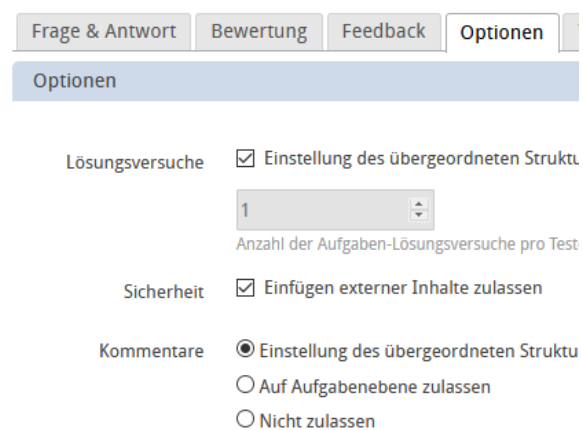 Frage & Antwort Bewertung Feedback Optionen
Optionen
Lösungsversuche Einstellung des übergeordneten
1
Anzahl der Aufgaben-Lösungsversuche pro
Sicherheit Einfügen externer Inhalte zulassen
Kommentare Einstellung des übergeordneten
Auf Aufgabenebene zulassen
Nicht zulassen